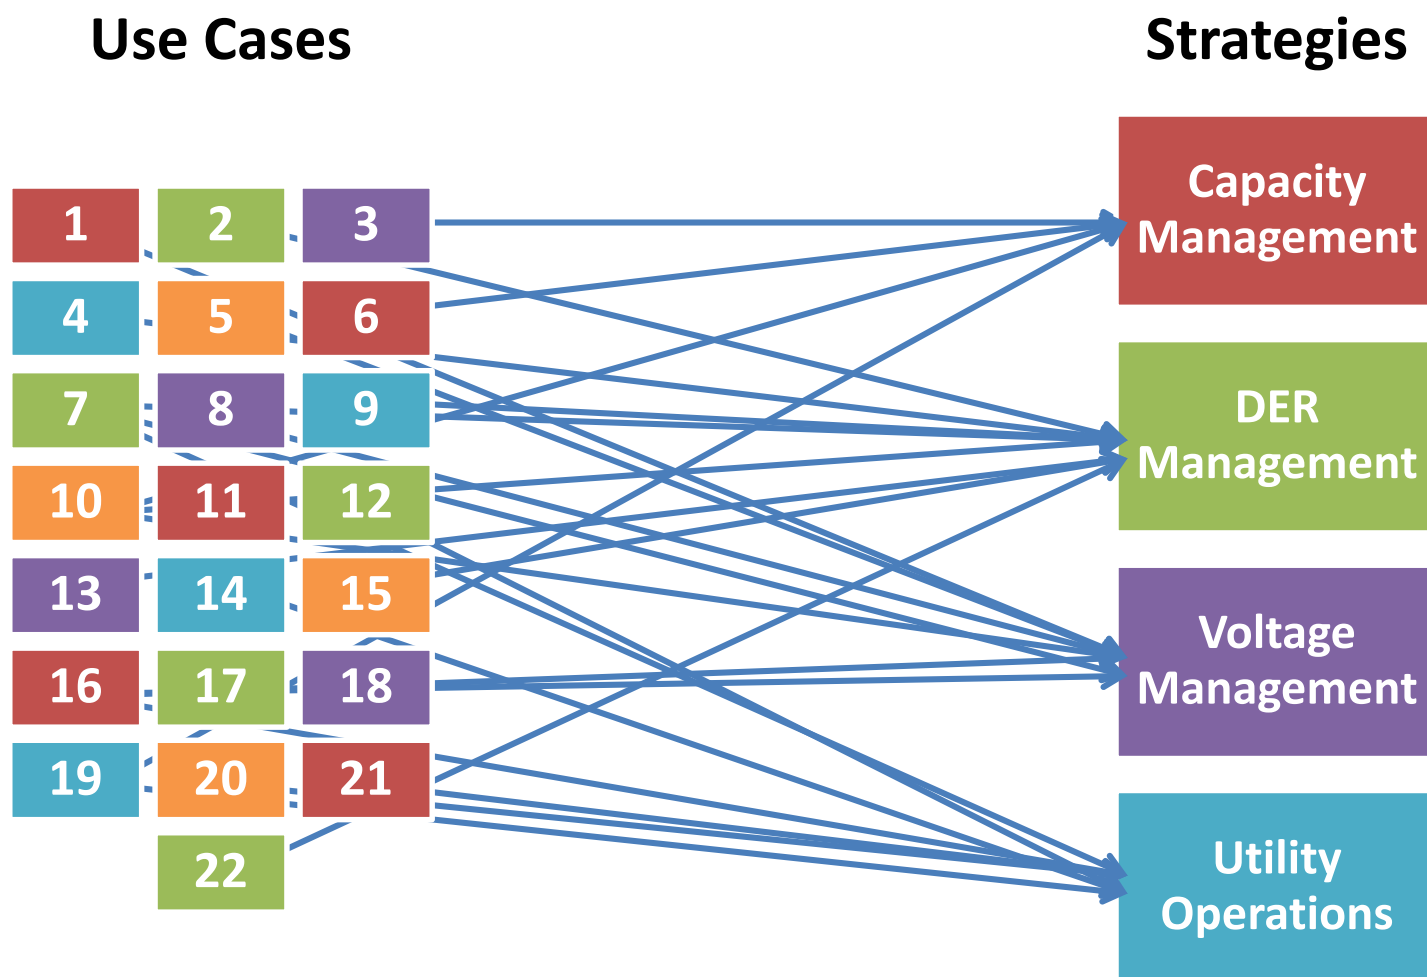 Use Cases
Strategies
1 2 3
4 5 6
7 8 9
10 11 12
13 14 15
16 17 18
19 20 21
22
Capacity
Management
DER
Management
Voltage
Management
Utility
Operations